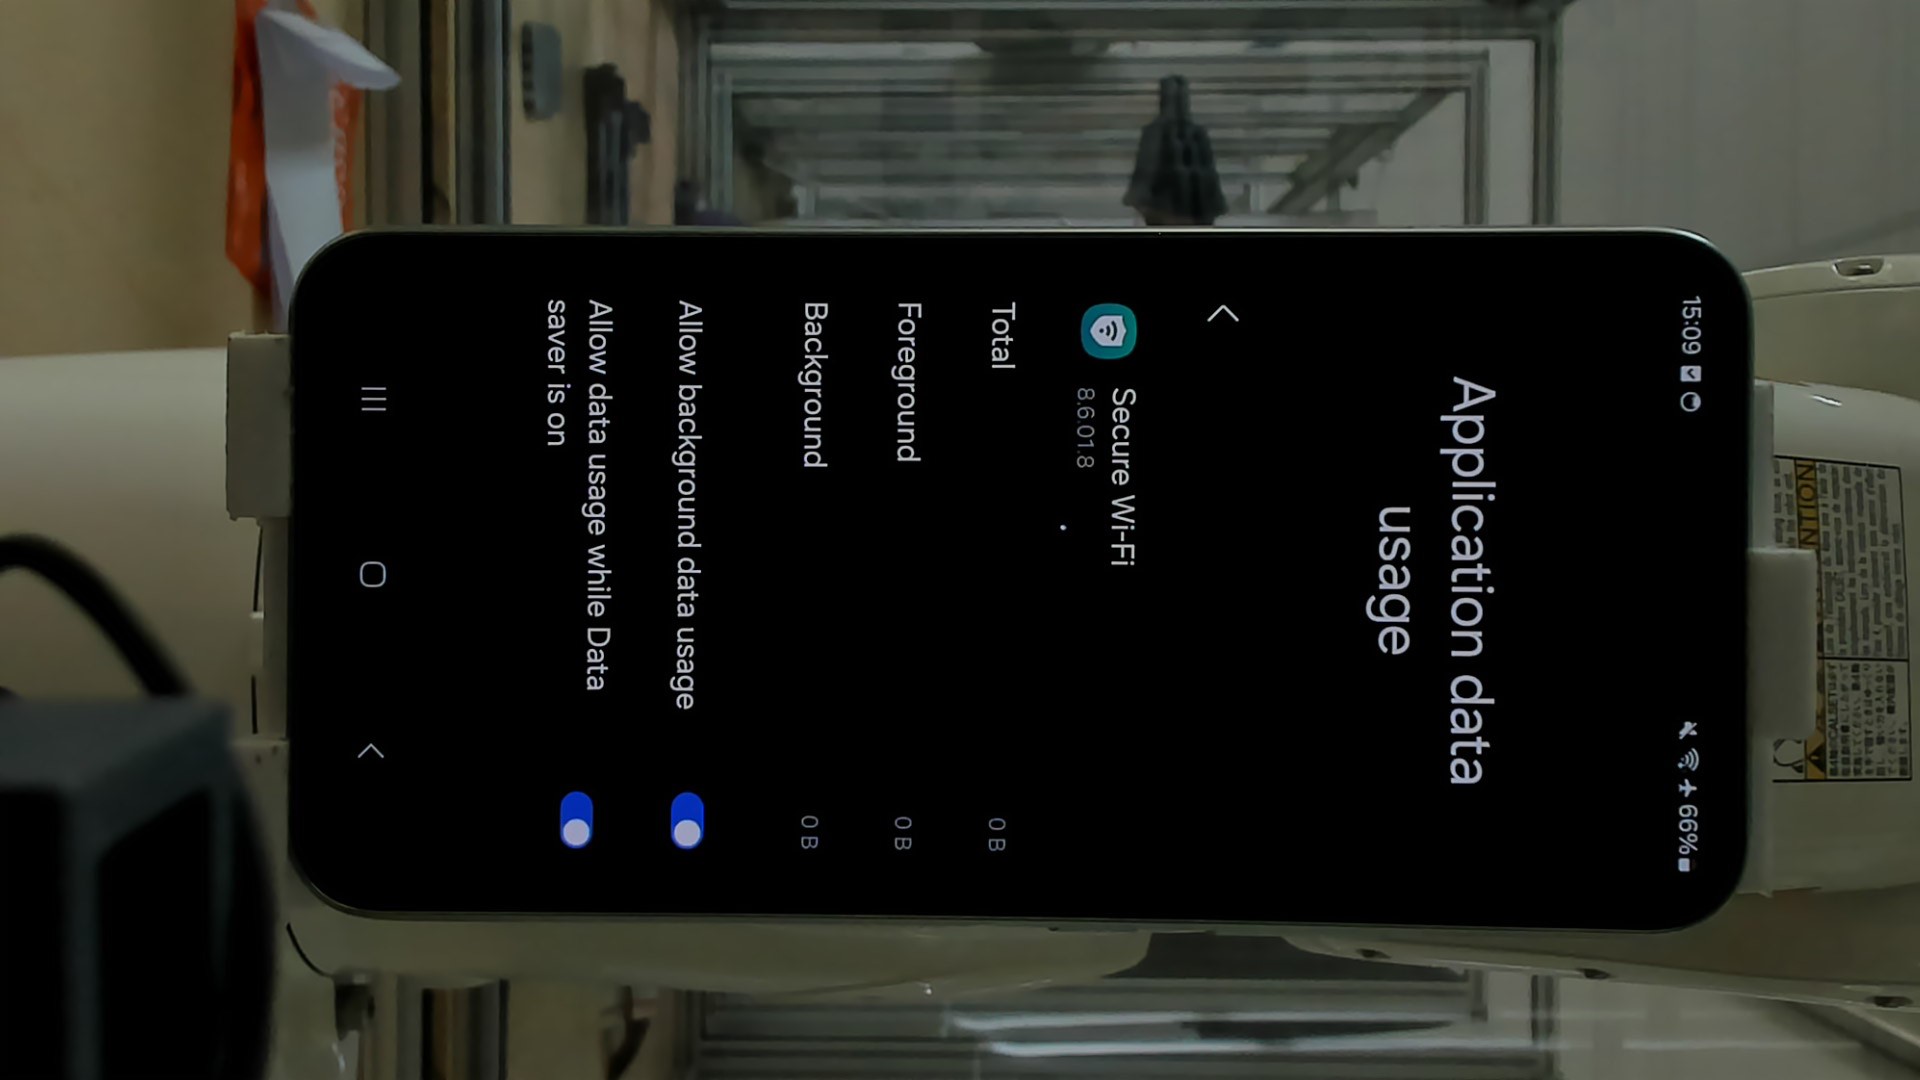 15:09
66%
Application data
usage
Secure Wi-Fi
8.6.01.8
Total
0 B
Foreground
0 B
Background
0 B
Allow background data usage
Allow data usage while Data
saver is on